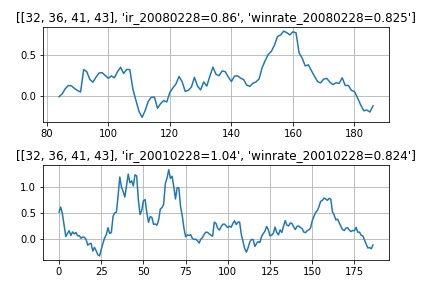 [[32, 36, 41, 43], 'ir_20080228=0.86', 'winrate_20080228=0.825']
0.5
0.0
80 100 120 140 160 180
[[32, 36, 41, 43], 'ir_20010228=1.04', 'winrate_20010228=0.824']
1.0
0.5
0.0
0 25 50 75 100 125 150 175